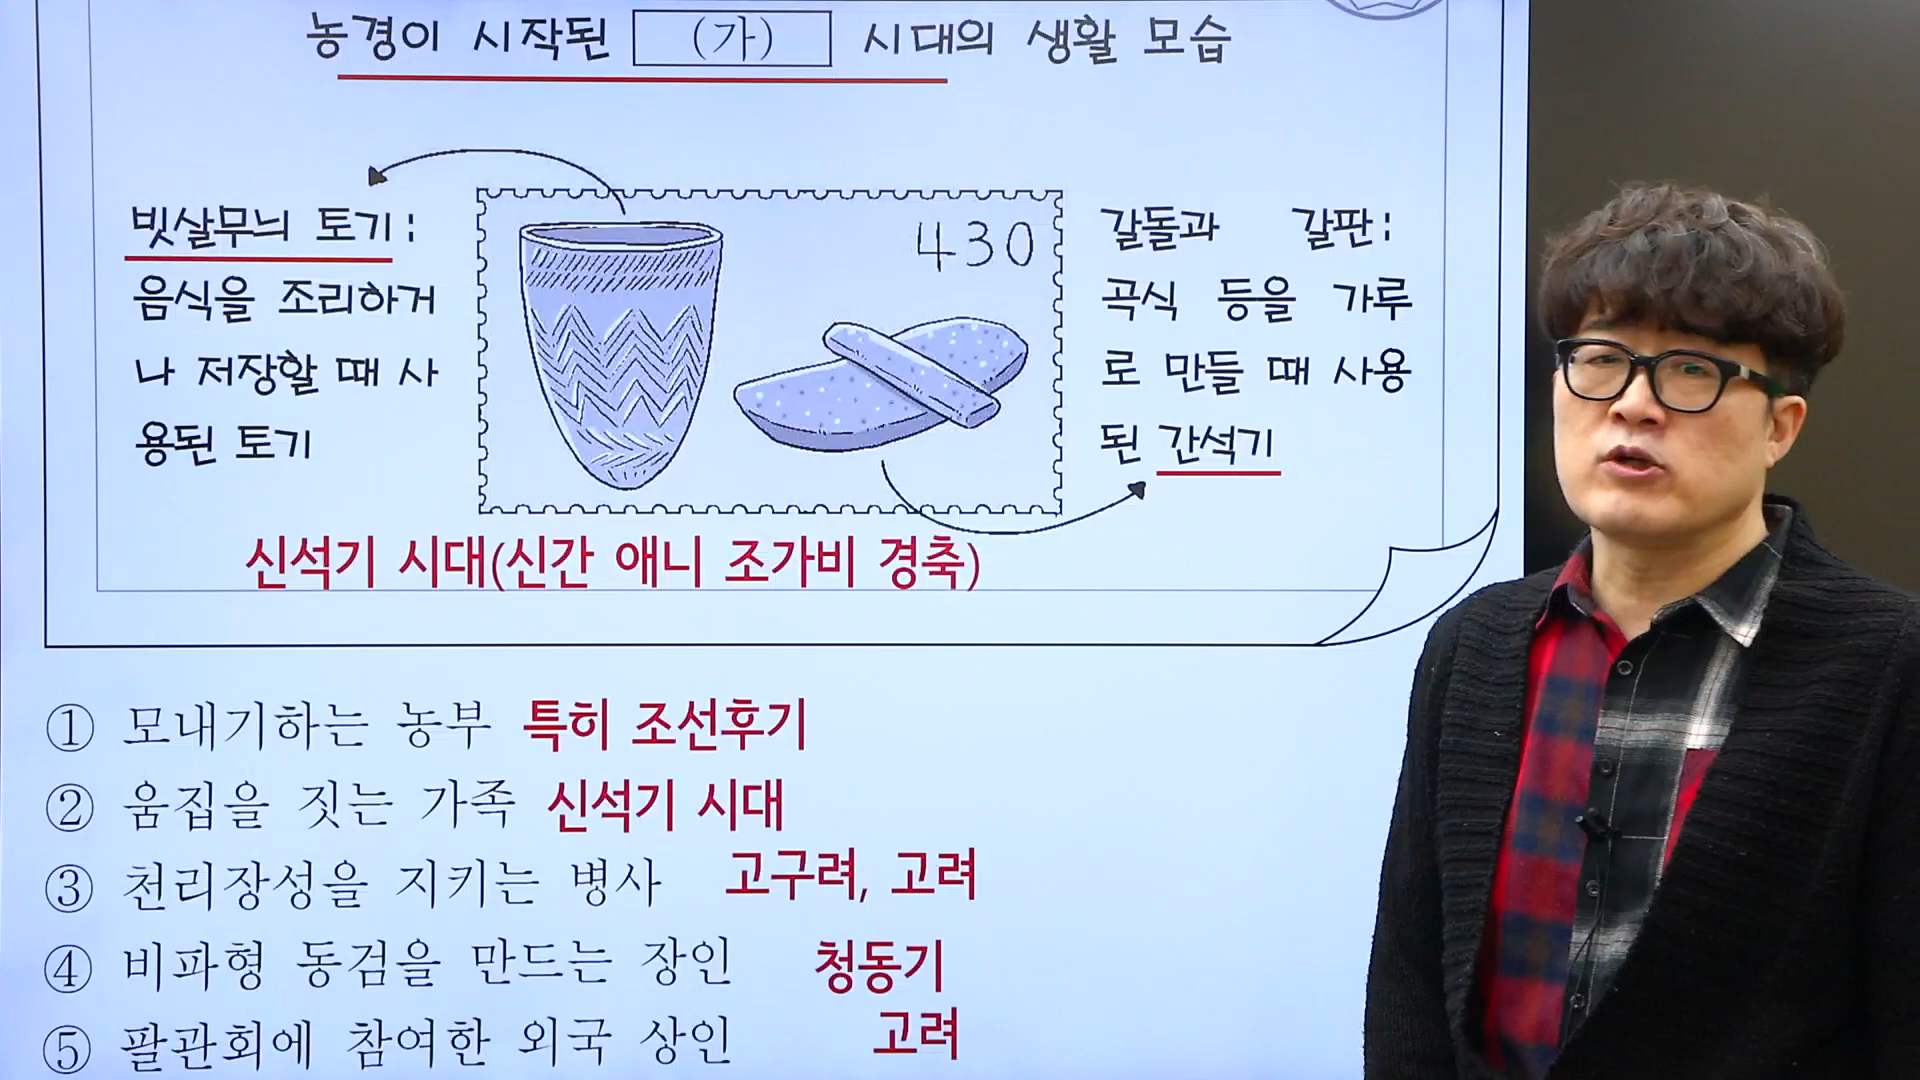 농경이 시작된 (가) 시대의 생활 모습
빗살무늬 토기:
음식을 조리하거
나 저장할 때 사
용된 토기
430
갈돌과 갈판:
곡식 등을 가루
로 만들 때 사용
된 간석기
신석기 시대(신간 애니 조가비 경축)
① 모내기하는 농부 특히 조선후기
② 움집을 짓는 가족 신석기 시대
③ 천리장성을 지키는 병사 고구려, 고려
④ 비파형 동검을 만드는 장인 청동기
⑤ 팔관회에 참여한 외국 상인 고려